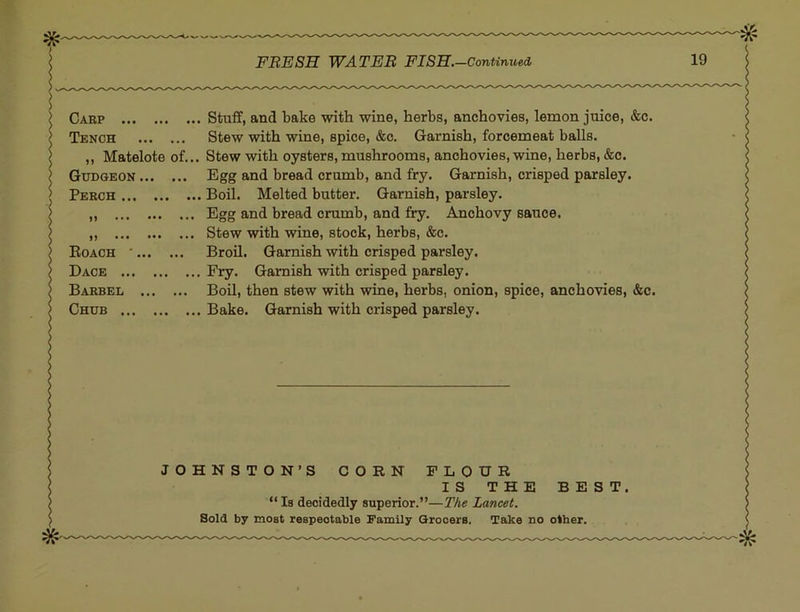 FRESH WATER FISH.—Continued 19
CARP ... ... ... Stuff, and bake with wine, herbs, anchovies, lemon juice, &c.
TENCH ... ... Stew with wine, spice, &c. Garnish, forcemeat balls.
,, Matelote of... Stew with oysters, mushrooms, anchovies, wine, herbs, &c.
GUDGEON ... ... Egg and bread crumb, and fry. Garnish, crisped parsley.
PERCH ... ... ... Boil. Melted butter. Garnish, parsley.
,, ... ... ... Egg and bread crumb, and fry. Anchovy sauce.
,, ... ... ... Stew with wine, stock, herbs, &c.
ROACH ... ... Broil. Garnish with crisped parsley.
DACE ... ... ... Fry. Garnish with crisped parsley.
BARBEL ... ... Boil, then stew with wine, herbs, onion, spice, anchovies, &c.
CHUB ... ... ... Bake. Garnish with crisped parsley.
JOHNSTON'S CORN FLOUR
IS THE BEST.
“Is decidedly superior.”—The Lancet.
Sold by most respectable Family Grocers. Take no other.